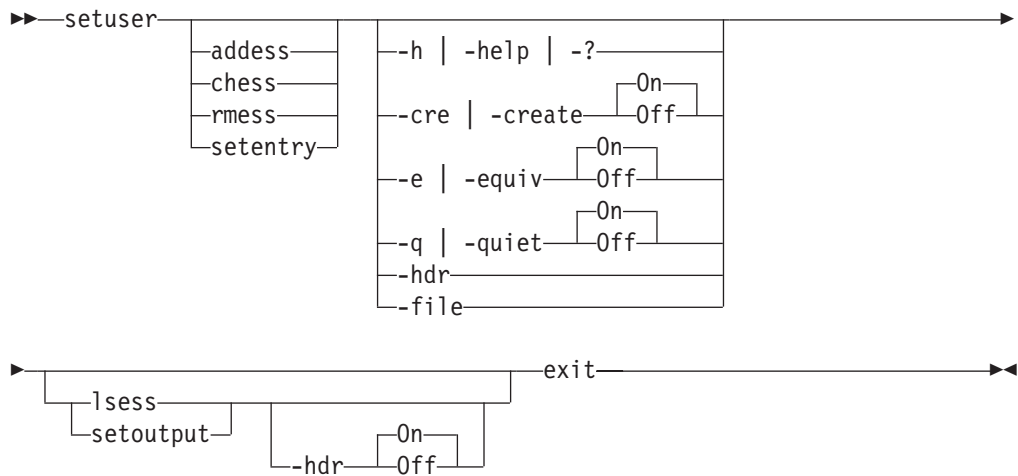 setuser
addess
chess
rmess
setentry
-h | -help | -?
-cre | -create On
Off
-e | -equiv On
Off
-q | -quiet On
Off
-hdr
-file
lsess
setoutput
-hdr On
Off
exit